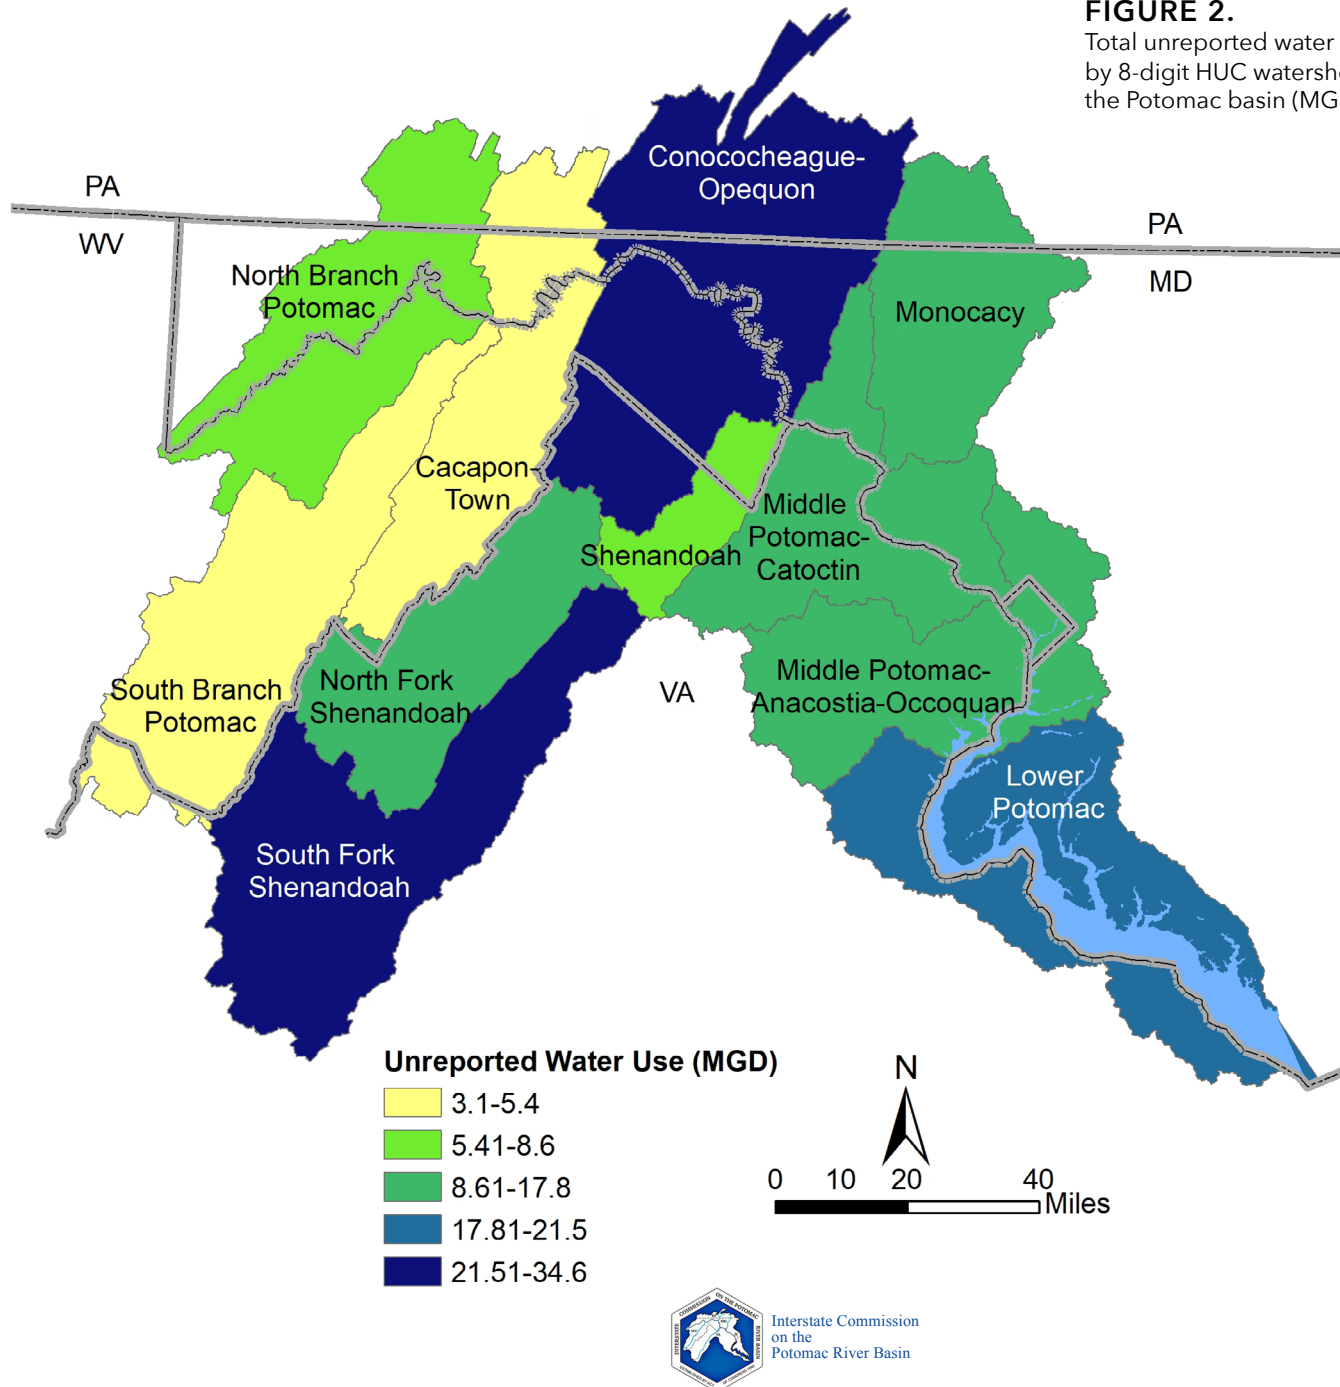 FIGURE 2.
Total unreported water
by 8-digit HUC
the Potomac basin
PA
WV
PA
MD
Conococheague-
Opequon
North Branch
Potomac
Monocacy
Cacapon-
Town
Middle
Potomac-
Catoctin
Shenandoah
South Branch
Potomac
North Fork
Shenandoah
VA
Middle Potomac-
Anacostia-Occoquan
Lower
Potomac
South Fork
Shenandoah
Unreported Water Use (MGD)
3.1-5.4
5.41-8.6
8.61-17.8
17.81-21.5
21.51-34.6
N
0 10 20 40
Miles
Interstate Commission
on the
Potomac River Basin